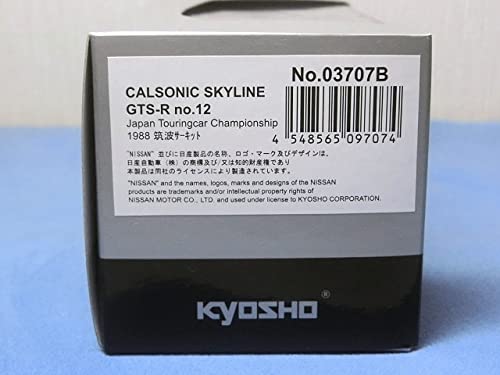 No.03707B
CALSONIC SKYLINE
GTS-R no.12
Japan Touringcar Championship
1988 筑波サーキット
4 548565 097074
"NISSAN" 並びに日産製品の名称、ロゴ・マーク及びデザインは、
日産自動車（株）の商標及び/又は知的財産権であり
本製品は同社のライセンスにより製造されています。
"NISSAN" and the names, logos, marks and designs of the NISSAN
products are trademarks and/or intellectual property rights of
NISSAN MOTOR CO., LTD. and used under license to KYOSHO CORPORATION.
KYOSHO®